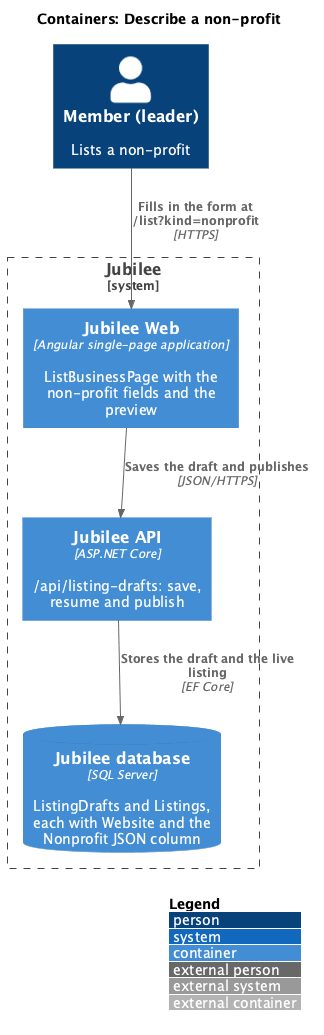 Containers: Describe a non-profit
Member (leader)
Lists a non-profit
Fills in the form at
/list?kind=nonprofit
[HTTPS]
Jubilee
[system]
Jubilee Web
[Angular single-page application]
ListBusinessPage with the
non-profit fields and the
preview
Saves the draft and publishes
[JSON/HTTPS]
Jubilee API
[ASP.NET Core]
/api/listing-drafts: save,
resume and publish
Stores the draft and the live
listing
[EF Core]
Jubilee database
[SQL Server]
ListingDrafts and Listings,
each with Website and the
Nonprofit JSON column
Legend
person
system
container
external person
external system
external container